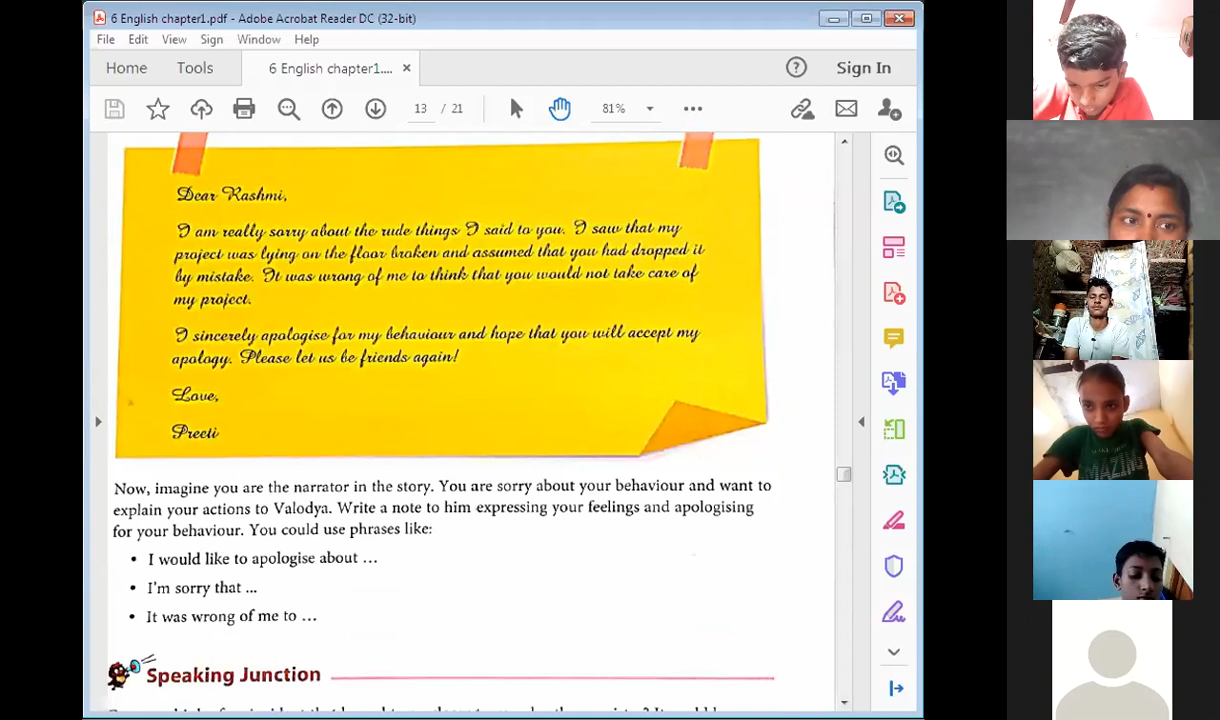 6 English chapter1.pdf - Adobe Acrobat Reader DC (32-bit)
File Edit View Sign Window Help
Home Tools 6 English chapter1.... × ? Sign In
13 / 21 81%
Dear Rashmi,
I am really sorry about the rude things I said to you. I saw that my
project was lying on the floor broken and assumed that you had dropped it
by mistake. It was wrong of me to think that you would not take care of
my project.
I sincerely apologise for my behaviour and hope that you will accept my
apology. Please let us be friends again!
Love,
Preeti
Now, imagine you are the narrator in the story. You are sorry about your behaviour and want to
explain your actions to Valodya. Write a note to him expressing your feelings and apologising
for your behaviour. You could use phrases like:
• I would like to apologise about ...
• I'm sorry that ...
• It was wrong of me to ...
Speaking Junction
AMAZING